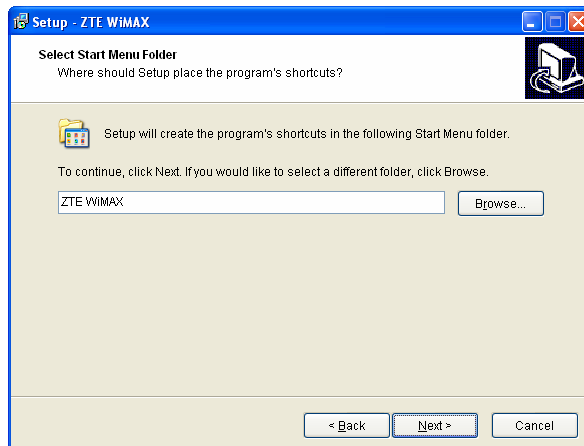 Setup - ZTE WiMAX
Select Start Menu Folder
Where should Setup place the program's shortcuts?
Setup will create the program's shortcuts in the following Start Menu folder.
To continue, click Next. If you would like to select a different folder, click Browse.
ZTE WiMAX
Browse...
< Back
Next >
Cancel